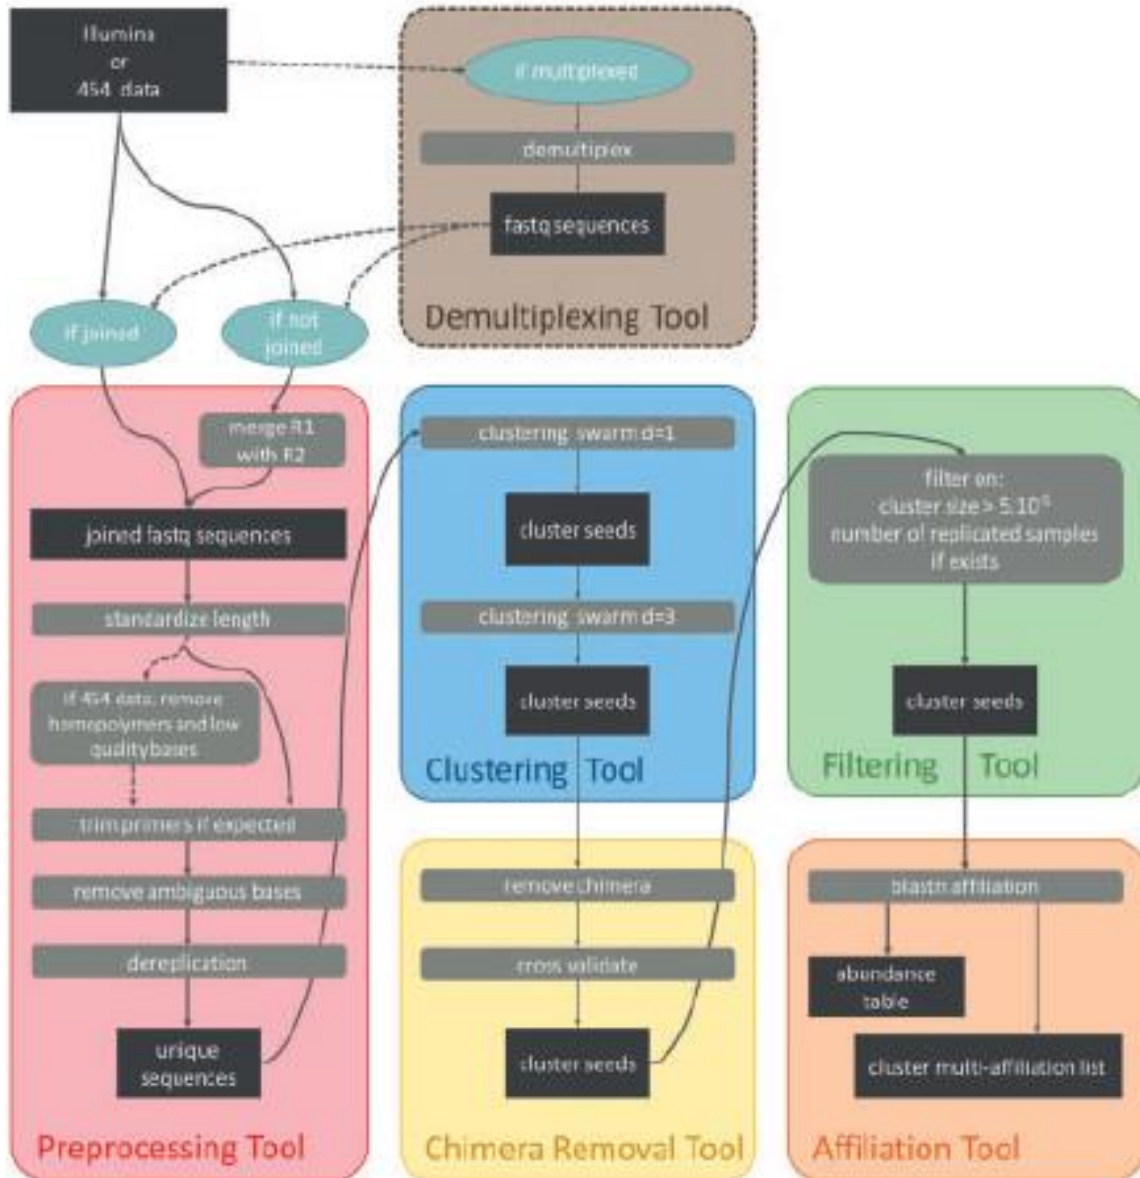 Illumina
or
454 data
if multiplexed
demultiplex
fastq sequences
Demultiplexing Tool
if joined
if not
joined
merge R1
with R2
joined fastq sequences
standardize length
if 454 data, remove
homopolymers and low
quality bases
trim primers if expected
remove ambiguous bases
dereplication
unique
sequences
Preprocessing Tool
clustering swarm d=1
cluster seeds
clustering swarm d=3
cluster seeds
Clustering Tool
remove chimera
cross validate
cluster seeds
Chimera Removal Tool
filter on:
cluster size > 5.10⁻⁵
number of replicated samples
if exists
cluster seeds
Filtering Tool
blastn affiliation
abundance
table
cluster multi-affiliation list
Affiliation Tool